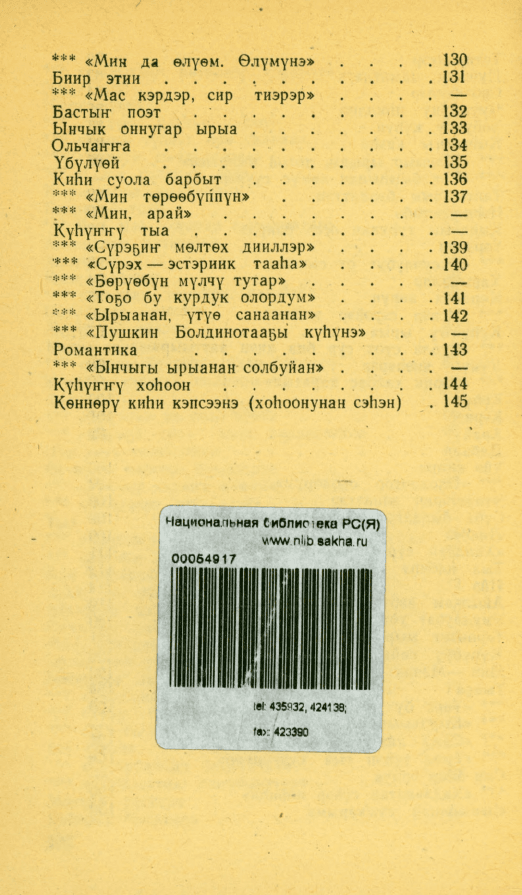 *** «Мин да өлүөм. Өлүмүнэ» . . . . 130
Биир этии . . . . . . . . . . 131
*** «Мас кэрдэр, сир тиэрэр» . . . . —
Бастыҥ поэт . . . . . . . . . 132
Ынчык оннугар ырыа . . . . . . . 133
Ольчаҥҥа . . . . . . . . . . 134
Үбүлүөй . . . . . . . . . . 135
Киһи суола барбыт . . . . . . . 136
*** «Мин төрөөбүппүн» . . . . . . 137
*** «Мин, арай» . . . . . . . . —
Күһүҥҥү тыа . . . . . . . . . —
*** «Сүрэҕиҥ мөлтөх дииллэр» . . . . 139
*** «Сүрэх — эстэриик тааһа» . . . . 140
*** «Бөрүөбүн мүлчү тутар» . . . . . —
*** «Тоҕо бу курдук олордум» . . . . 141
*** «Ырыанан, үтүө санаанан» . . . . 142
*** «Пушкин Болдинотааҕы күһүнэ» . . —
Романтика . . . . . . . . . . 143
*** «Ынчыгы ырыанан солбуйан» . . . . —
Күһүҥҥү хоһоон . . . . . . . . 144
Көннөрү киһи кэпсээнэ (хоһоонунан сэһэн) . 145
Национальная библиотека РС(Я)
www.nlib.sakha.ru
00054917
tel: 435932, 424138;
fax: 423390